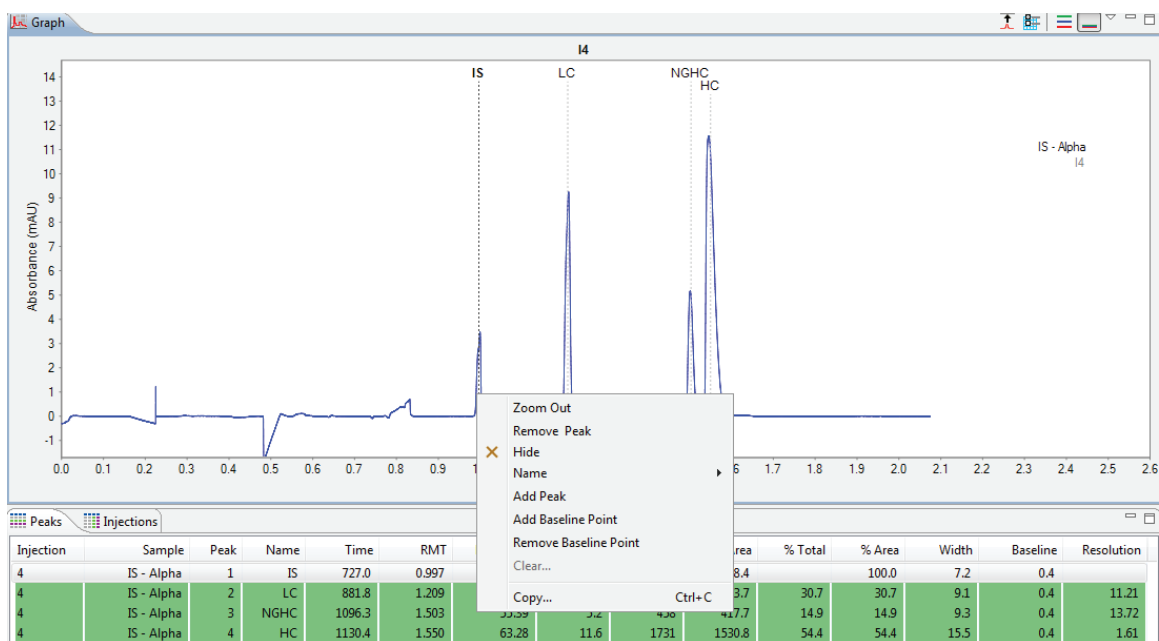 Graph
I4
IS LC NGHC
HC
14
13
12
11
10
9
8
7
6
5
4
3
2
1
0
-1
Absorbance (mAU)
IS - Alpha
I4
0.0 0.1 0.2 0.3 0.4 0.5 0.6 0.7 0.8 0.9 1.7 1.8 1.9 2.0 2.1 2.2 2.3 2.4 2.5 2.6
Zoom Out
Remove Peak
Hide
Name
Add Peak
Add Baseline Point
Remove Baseline Point
Clear...
Copy... Ctrl+C
Peaks Injections
Injection Sample Peak Name Time RMT % Total % Area Width Baseline Resolution
4 IS - Alpha 1 IS 727.0 0.997 8.4 100.0 7.2 0.4
4 IS - Alpha 2 LC 881.8 1.209 3.7 30.7 30.7 9.1 0.4 11.21
4 IS - Alpha 3 NGHC 1096.3 1.503 417.7 14.9 14.9 9.3 0.4 13.72
4 IS - Alpha 4 HC 1130.4 1.550 63.28 11.6 1731 1530.8 54.4 54.4 15.5 0.4 1.61